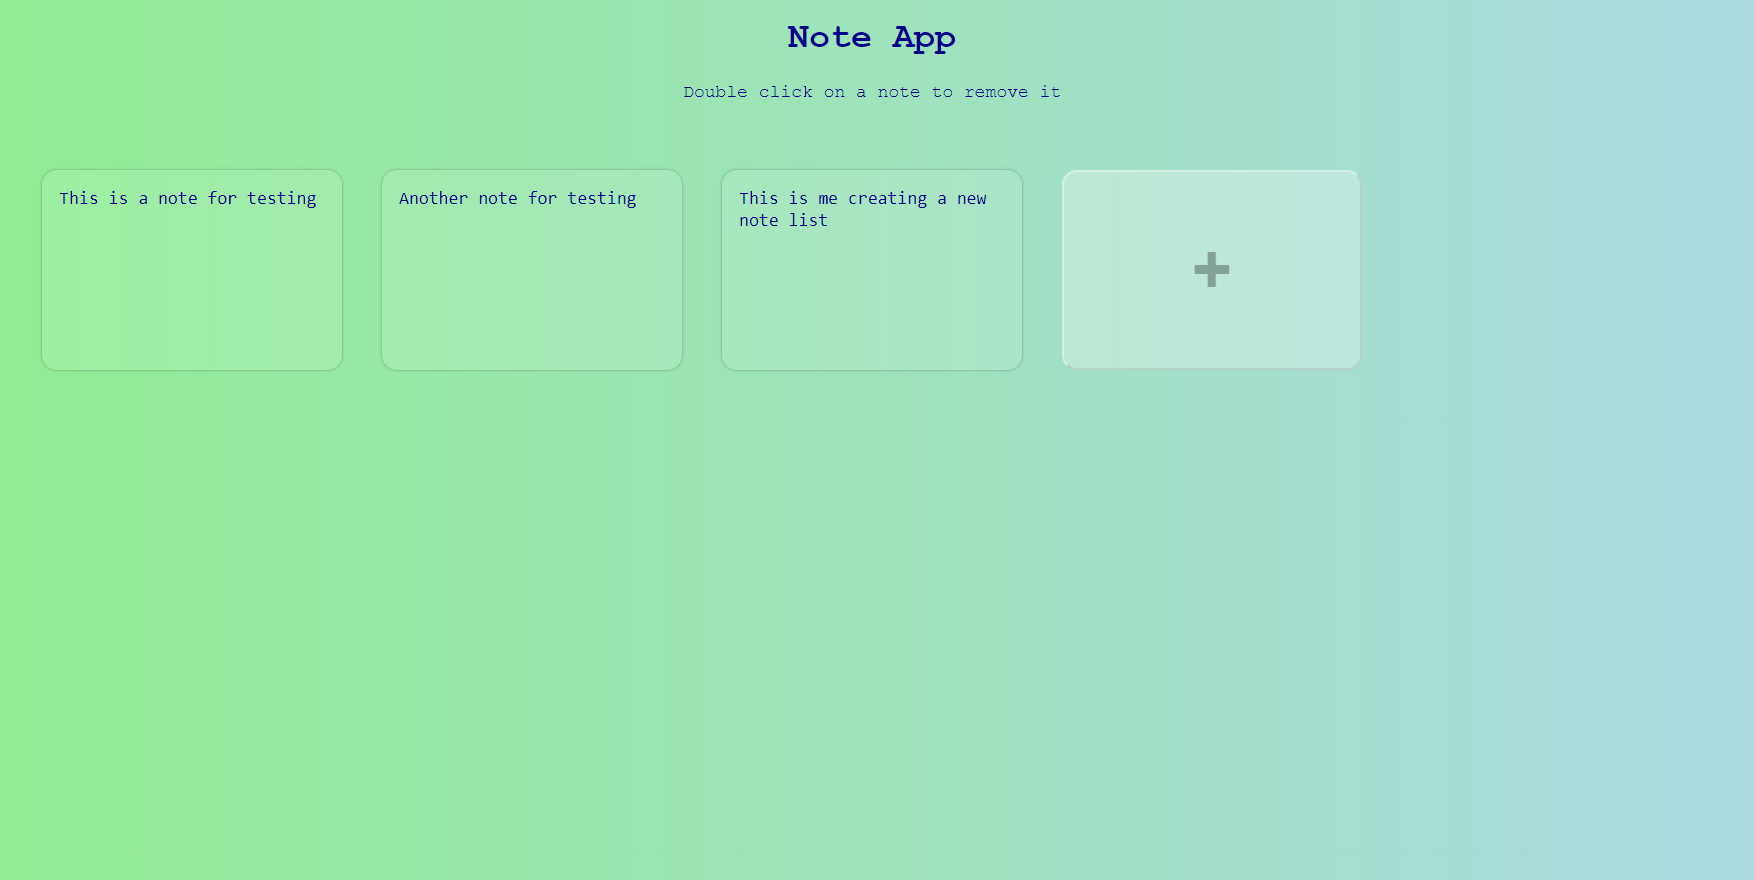 Note App
Double click on a note to remove it
This is a note for testing
Another note for testing
This is me creating a new
note list
+